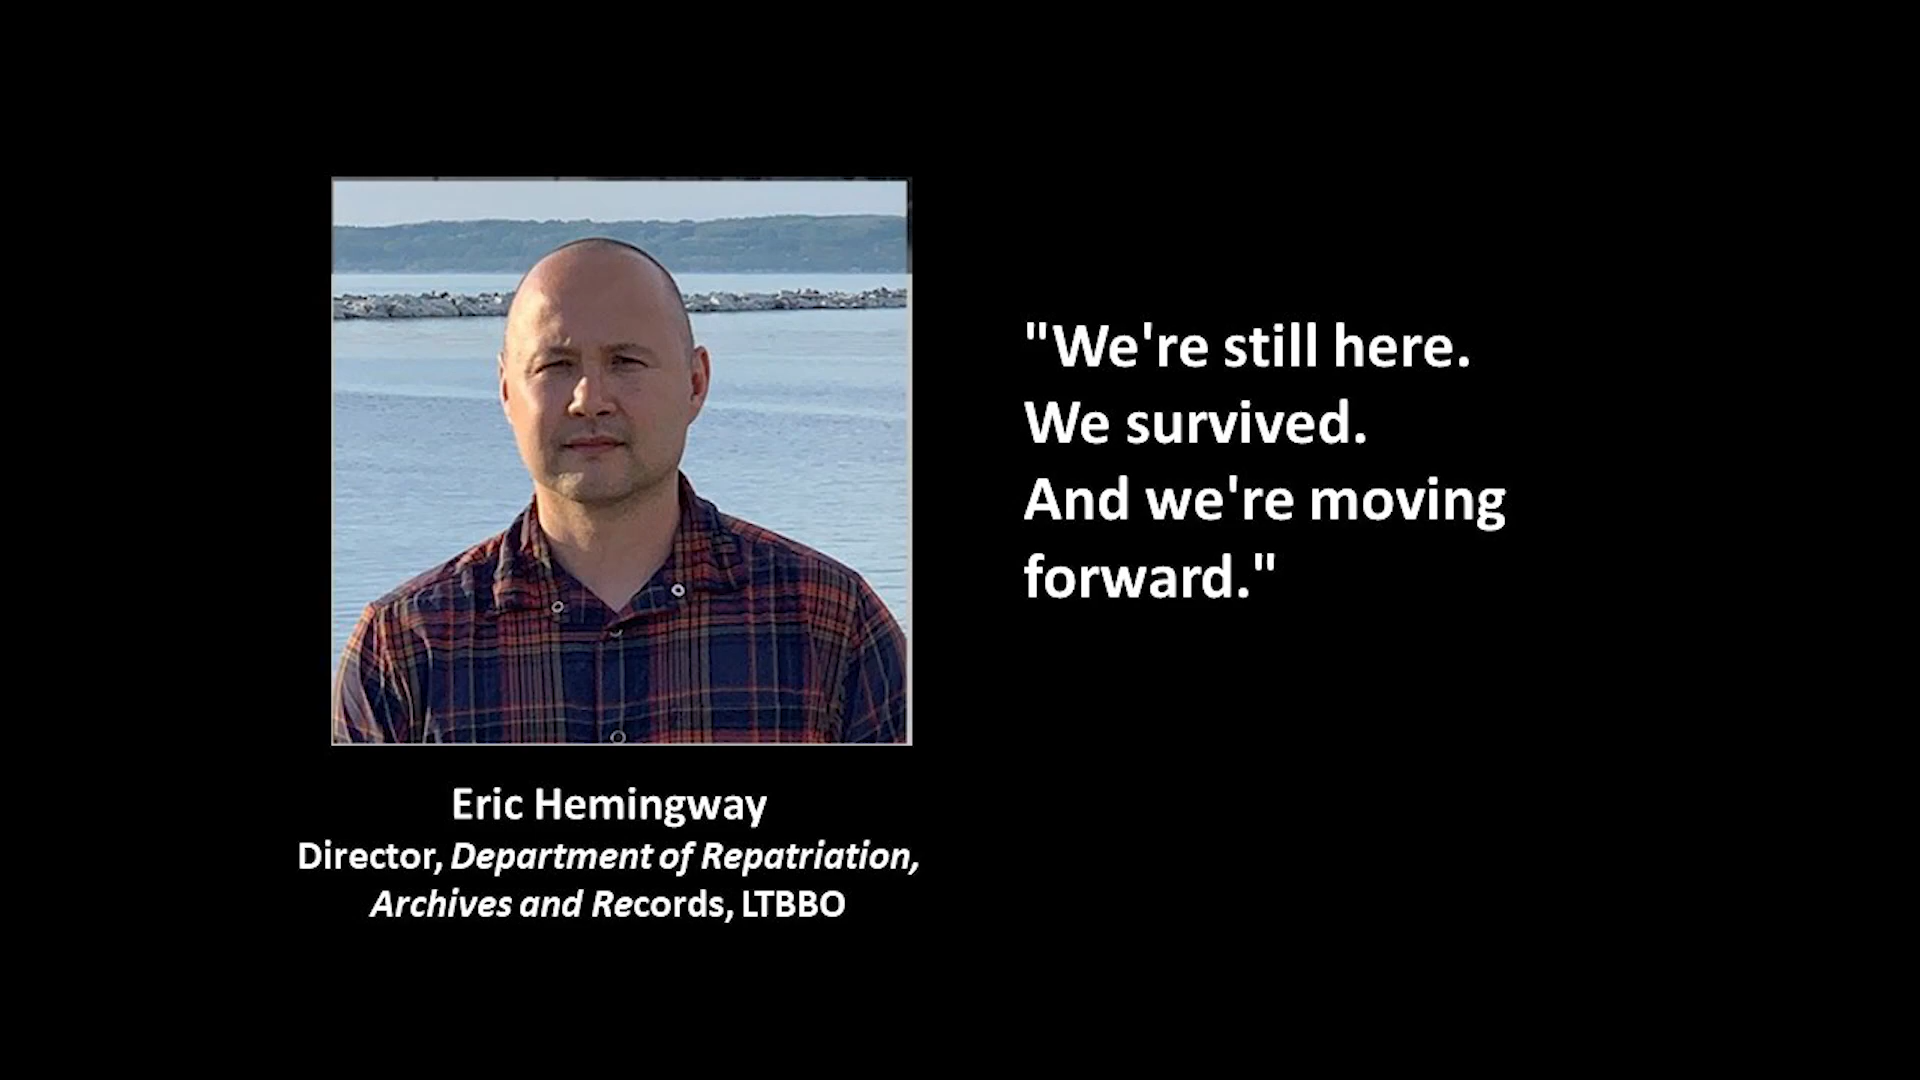 "We're still here.
We survived.
And we're moving
forward."
Eric Hemingway
Director, Department of Repatriation,
Archives and Records, LTBBO